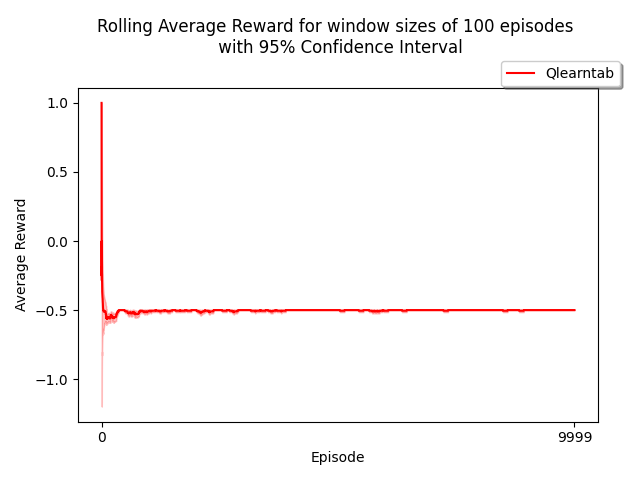 Rolling Average Reward for window sizes of 100 episodes
with 95% Confidence Interval
Qlearntab
1.0
0.5
0.0
−0.5
−1.0
Average Reward
0
9999
Episode